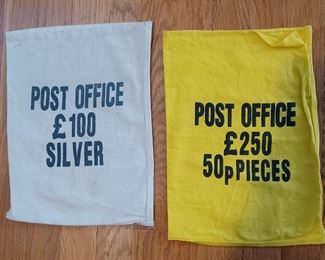 POST OFFICE
£100
SILVER
POST OFFICE
£250
50p PIECES